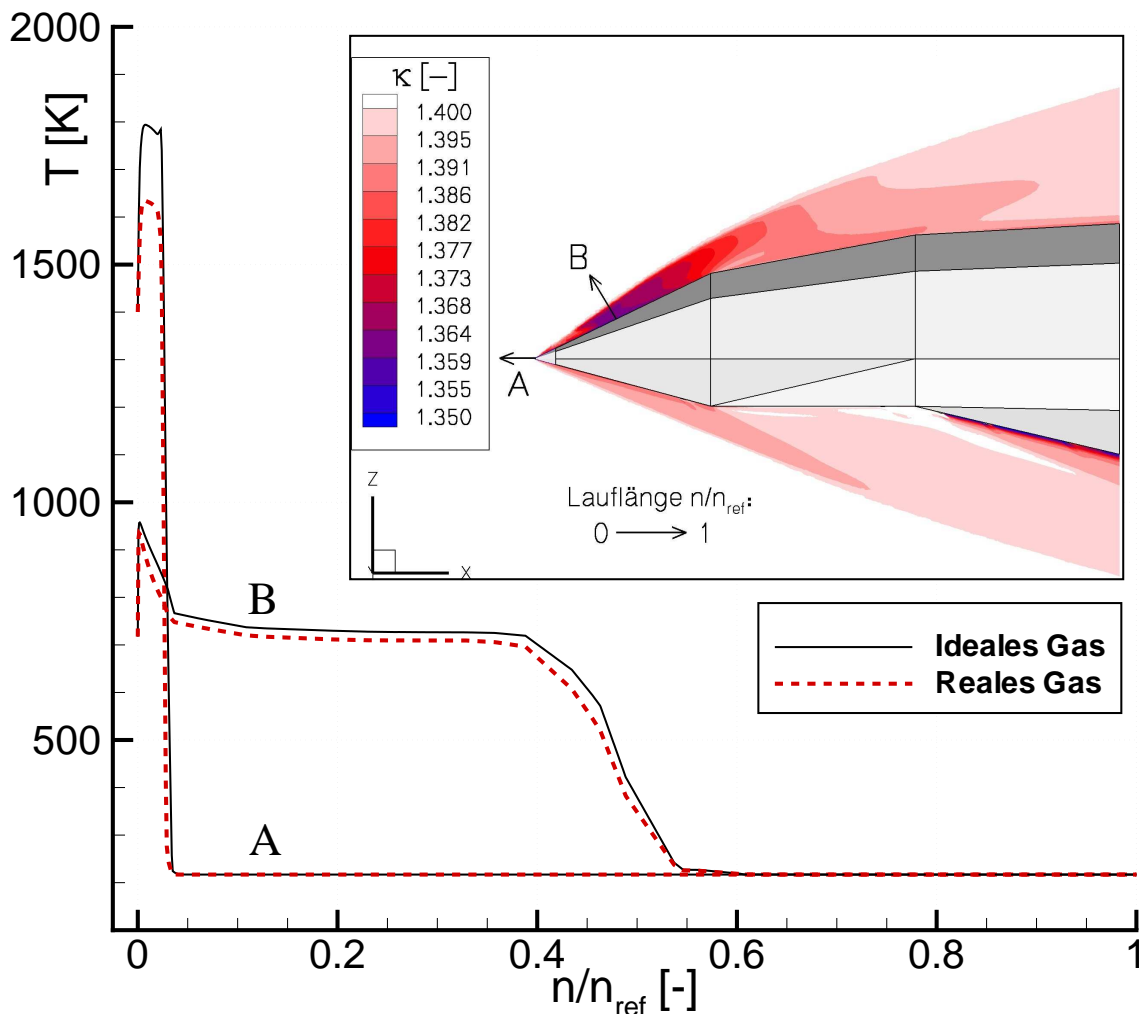 2000
1500
1000
500
T [K]
κ [−]
1.400
1.395
1.391
1.386
1.382
1.377
1.373
1.368
1.364
1.359
1.355
1.350
B
A
z
x
Lauflänge n/nref:
0 1
B
A
Ideales Gas
Reales Gas
0 0.2 0.4 0.6 0.8 1
n/nref [-]